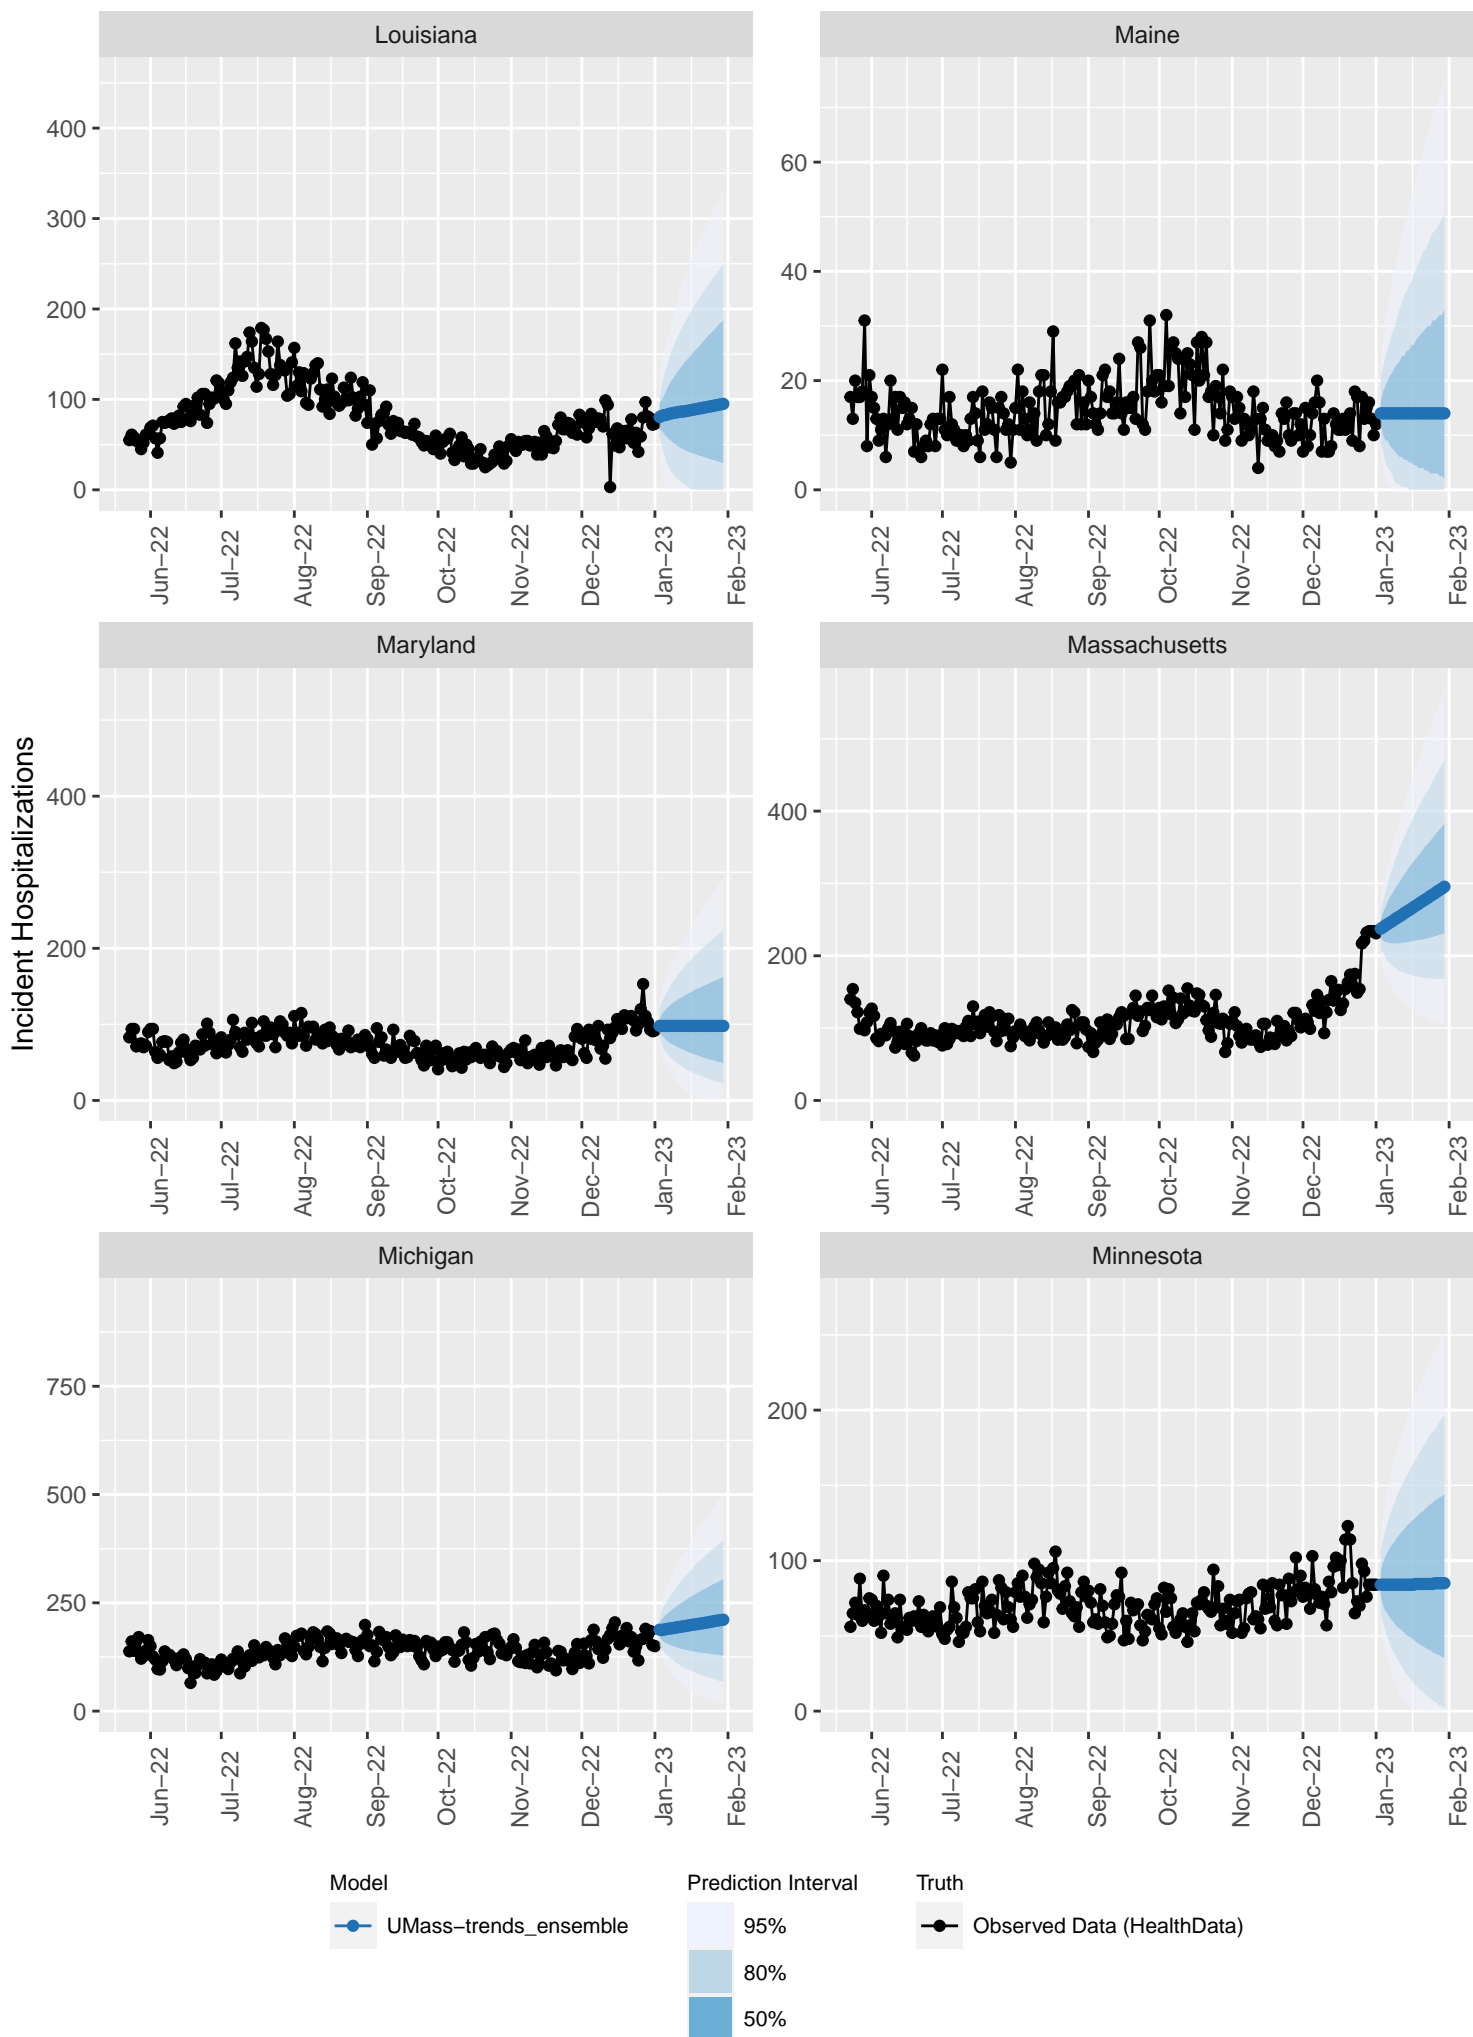 Louisiana
Maine
400
300
200
100
0
60
40
20
0
Jun−22
Jul−22
Aug−22
Sep−22
Oct−22
Nov−22
Dec−22
Jan−23
Feb−23
Jun−22
Jul−22
Aug−22
Sep−22
Oct−22
Nov−22
Dec−22
Jan−23
Feb−23
Incident Hospitalizations
Maryland
Massachusetts
400
200
0
400
200
0
Jun−22
Jul−22
Aug−22
Sep−22
Oct−22
Nov−22
Dec−22
Jan−23
Feb−23
Jun−22
Jul−22
Aug−22
Sep−22
Oct−22
Nov−22
Dec−22
Jan−23
Feb−23
Michigan
Minnesota
750
500
250
0
200
100
0
Jun−22
Jul−22
Aug−22
Sep−22
Oct−22
Nov−22
Dec−22
Jan−23
Feb−23
Jun−22
Jul−22
Aug−22
Sep−22
Oct−22
Nov−22
Dec−22
Jan−23
Feb−23
Model
UMass−trends_ensemble
Prediction Interval
95%
80%
50%
Truth
Observed Data (HealthData)